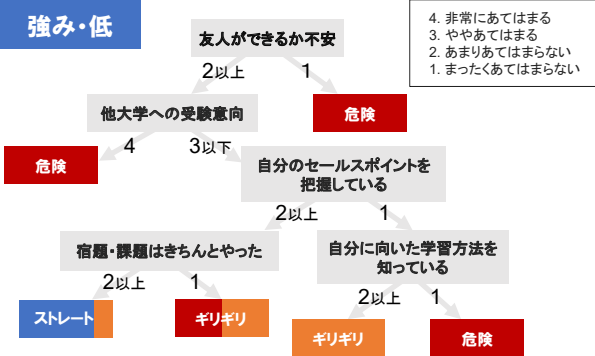 強み・低
4. 非常にあてはまる
3. ややあてはまる
2. あまりあてはまらない
1. まったくあてはまらない
友人ができるか不安
2以上
1
他大学への受験意向
危険
4
3以下
危険
自分のセールスポイントを
把握している
2以上
1
宿題・課題はきちんとやった
自分に向いた学習方法を
知っている
2以上
1
2以上
1
ストレート
ギリギリ
ギリギリ
危険